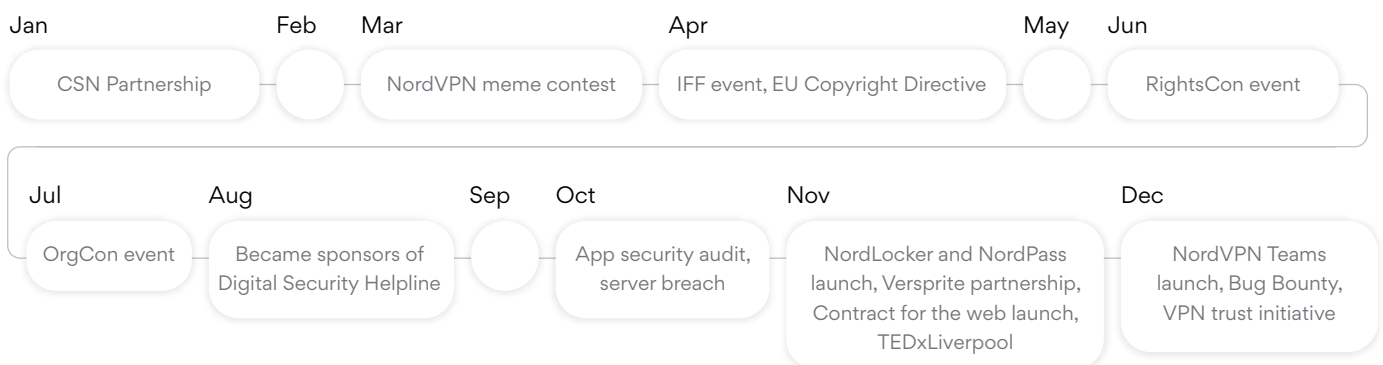 Jan
CSN Partnership
Feb
Mar
NordVPN meme contest
Apr
IFF event, EU Copyright Directive
May
Jun
RightsCon event
Jul
OrgCon event
Aug
Became sponsors of
Digital Security Helpline
Sep
Oct
App security audit,
server breach
Nov
NordLocker and NordPass
launch, Versprite partnership,
Contract for the web launch,
TEDxLiverpool
Dec
NordVPN Teams
launch, Bug Bounty,
VPN trust initiative